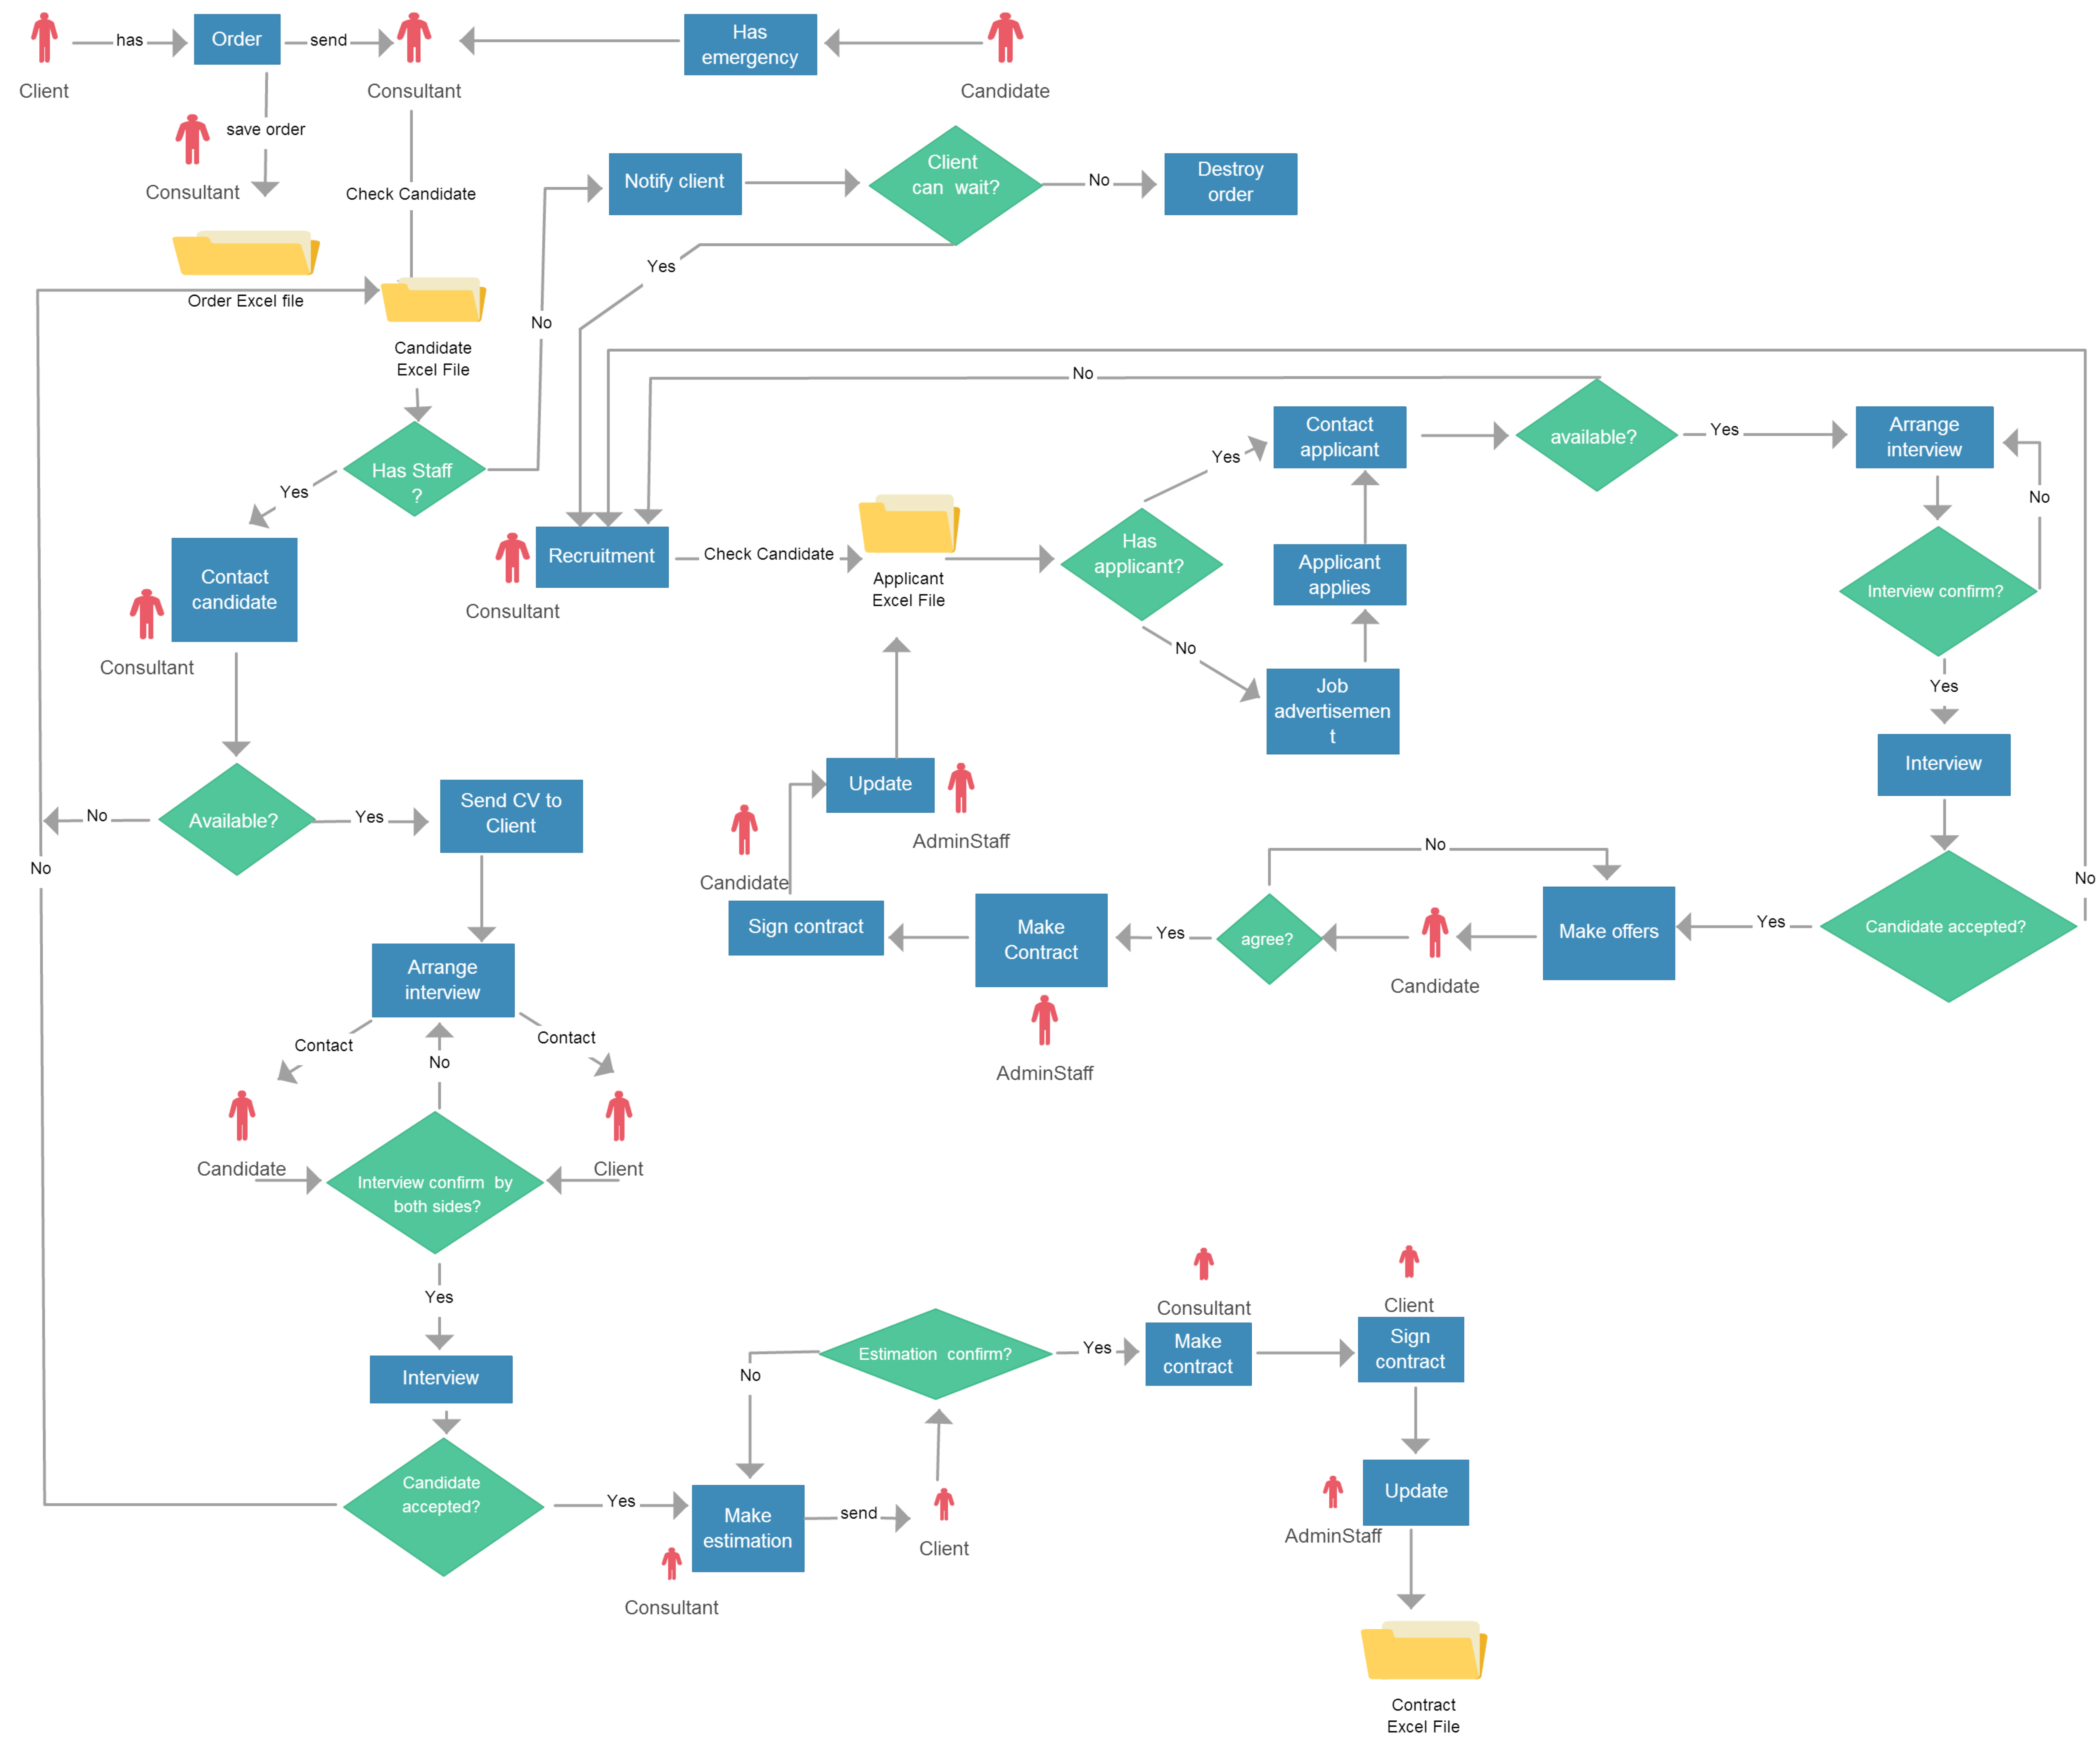 has
Order
send
Has
emergency
Client
Consultant
Candidate
save order
Consultant
Check Candidate
Notify client
Client
can  wait?
No
Destroy
order
Yes
Order Excel file
No
Candidate
Excel File
No
Has Staff
?
Yes
Contact
applicant
available?
Yes
Arrange
interview
Yes
No
Contact
candidate
Consultant
Recruitment
Consultant
Check Candidate
Applicant
Excel File
Has
applicant?
Applicant
applies
Interview confirm?
No
Job
advertisemen
t
Yes
Interview
Update
AdminStaff
Available?
No
Yes
Send CV to
Client
No
Candidate
No
No
Sign contract
Make
Contract
Yes
agree?
Candidate
Make offers
Yes
Candidate accepted?
AdminStaff
Arrange
interview
Contact
No
Contact
Candidate
Client
Interview confirm  by
both sides?
Yes
Interview
Consultant
Client
Estimation  confirm?
Yes
Make
contract
Sign
contract
No
Candidate
accepted?
Yes
Make
estimation
send
Client
Consultant
Update
AdminStaff
Contract
Excel File